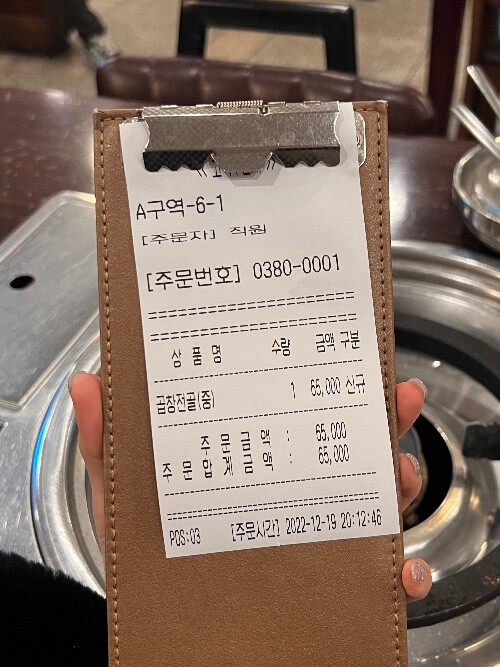 A구역-6-1
[주문자] 직원
[주문번호] 0380-0001
상 품 명 수량 금액 구분
곱창전골(중) 1 65,000 신규
주 문 금 액 : 65,000
주 문 합 계 금 액 : 65,000
POS:03 [주문시간] 2022-12-19 20:12:46